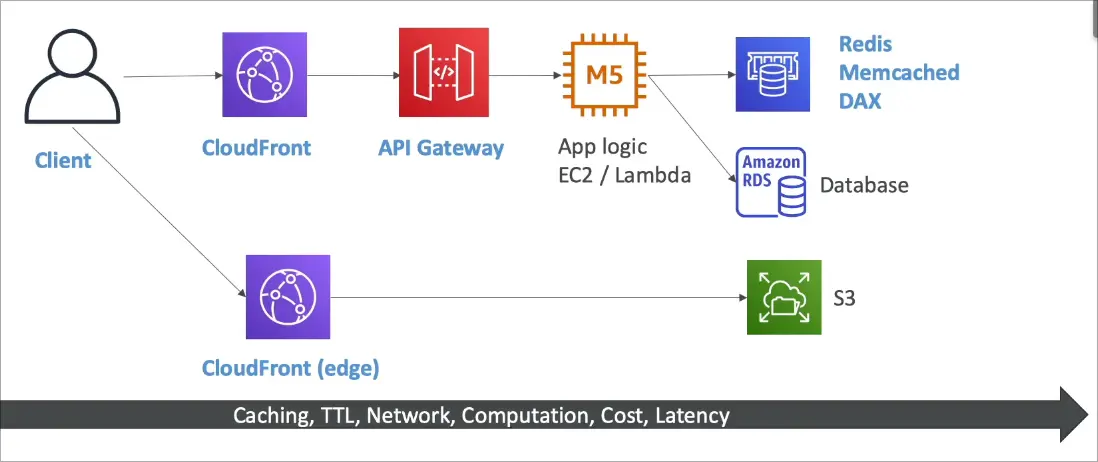 Client
CloudFront
API Gateway
</>
M5
App logic
EC2 / Lambda
Redis
Memcached
DAX
Amazon
RDS
Database
CloudFront (edge)
S3
Caching, TTL, Network, Computation, Cost, Latency